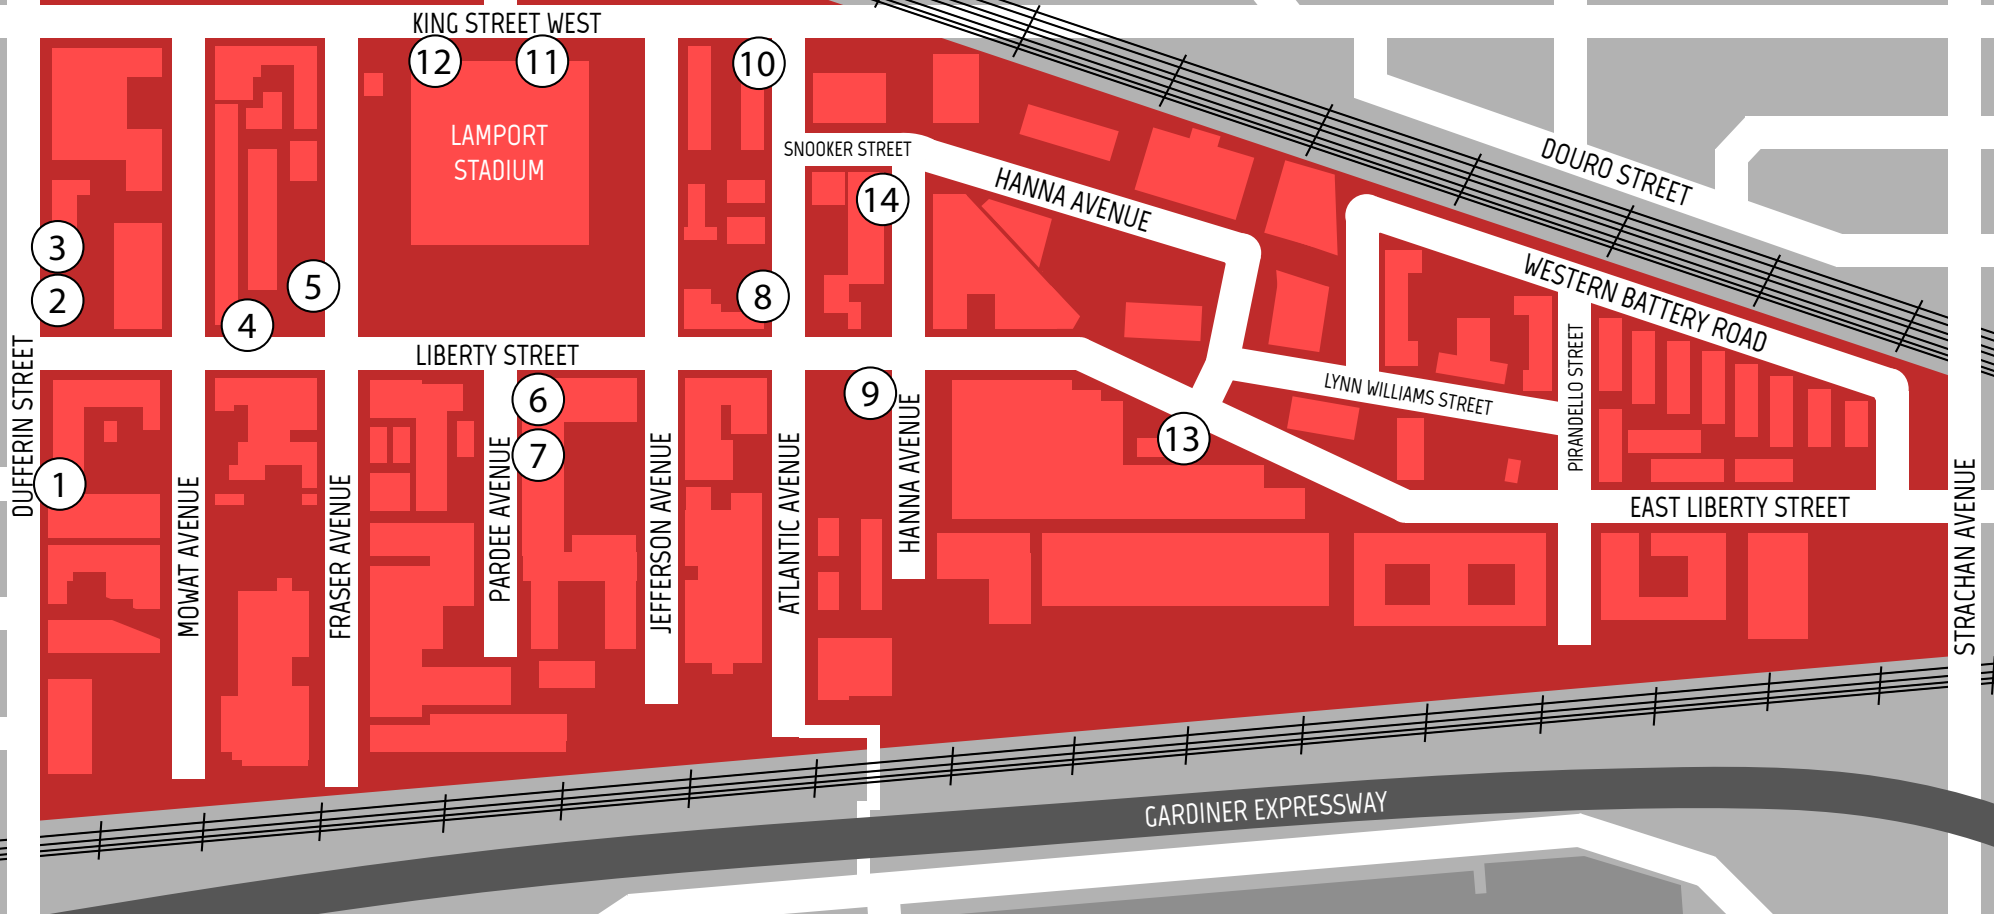 KING STREET WEST
12
11
10
LAMPORT
STADIUM
SNOOKER STREET
DOURO STREET
14
HANNA AVENUE
3
2
5
4
8
WESTERN BATTERY ROAD
LIBERTY STREET
DUFFERIN STREET
PIRANDELLO STREET
LYNN WILLIAMS STREET
6
9
7
13
1
HANNA AVENUE
MOWAT AVENUE
FRASER AVENUE
PARDEE AVENUE
JEFFERSON AVENUE
ATLANTIC AVENUE
EAST LIBERTY STREET
STRACHAN AVENUE
GARDINER EXPRESSWAY